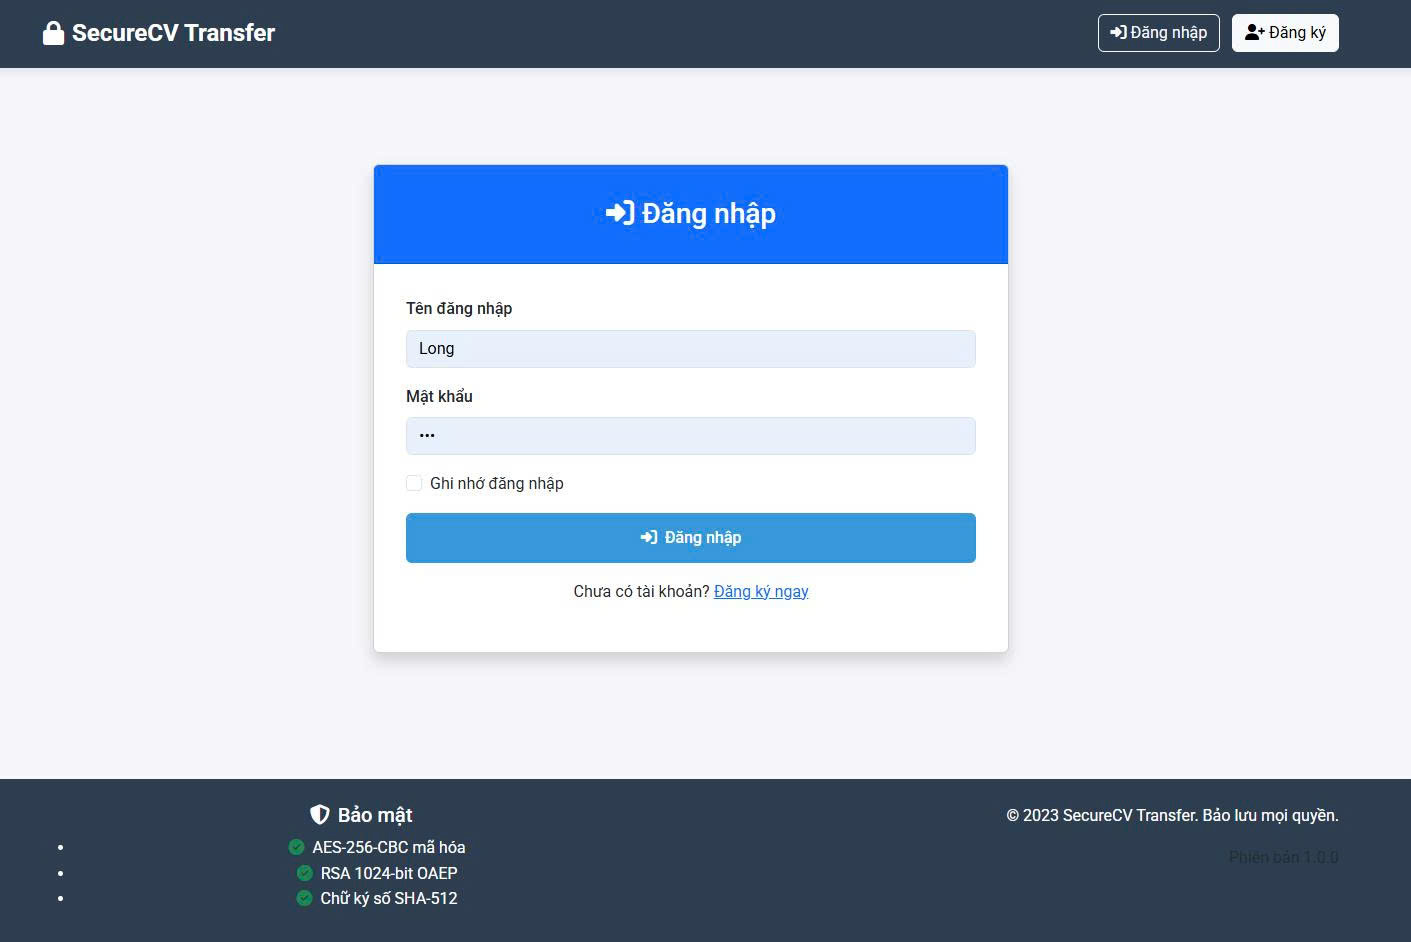 SecureCV Transfer
Đăng nhập
Đăng ký
Đăng nhập
Tên đăng nhập
Long
Mật khẩu
•••
Ghi nhớ đăng nhập
Đăng nhập
Chưa có tài khoản? Đăng ký ngay
Bảo mật
AES-256-CBC mã hóa
RSA 1024-bit OAEP
Chữ ký số SHA-512
© 2023 SecureCV Transfer. Bảo lưu mọi quyền.
Phiên bản 1.0.0